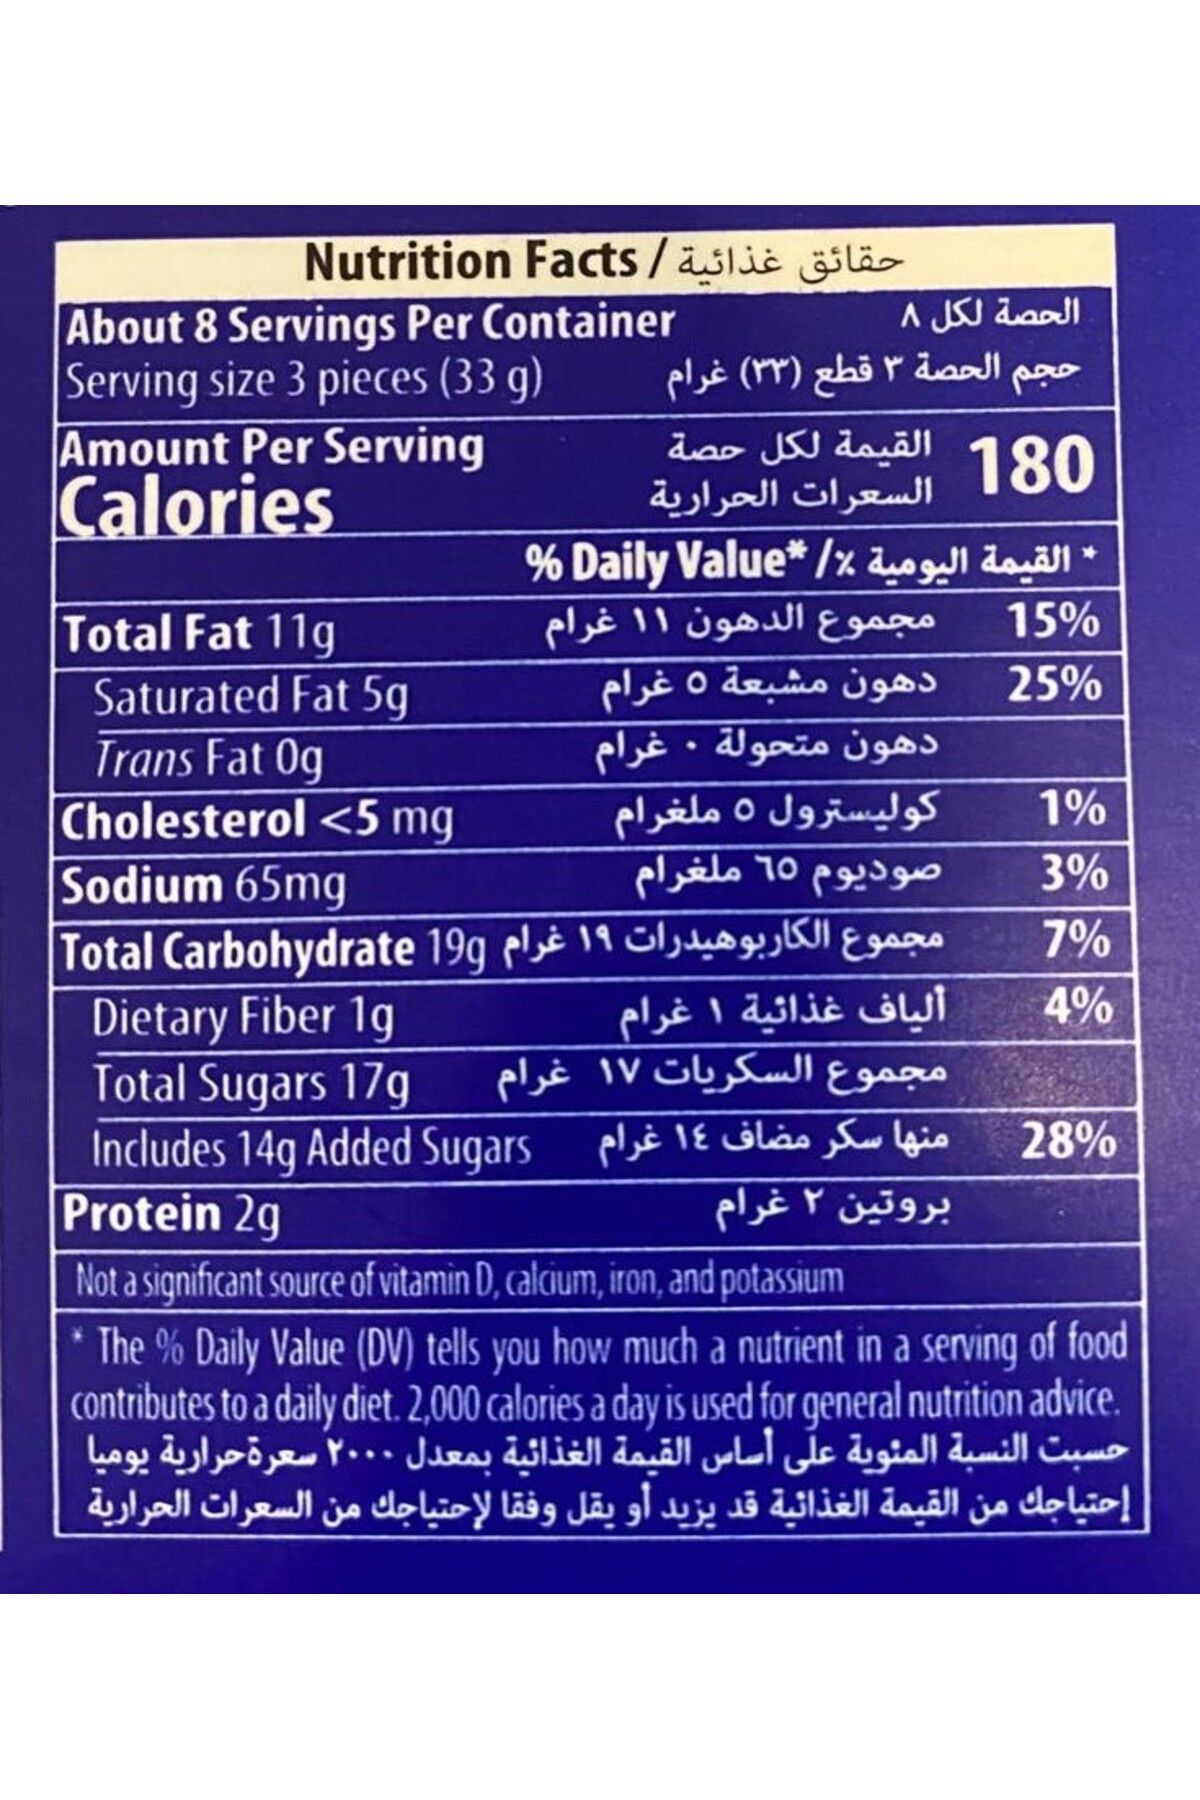 Nutrition Facts / حقائق غذائية
About 8 Servings Per Container الحصة لكل ٨
Serving size 3 pieces (33 g) حجم الحصة ٣ قطع (٣٣) غرام
Amount Per Serving القيمة لكل حصة
Calories السعرات الحرارية 180
% Daily Value* /٪ القيمة اليومية *
Total Fat 11g مجموع الدهون ١١ غرام 15%
Saturated Fat 5g دهون مشبعة ٥ غرام 25%
Trans Fat 0g دهون متحولة ٠ غرام
Cholesterol <5 mg كوليسترول ٥ ملغرام 1%
Sodium 65mg صوديوم ٦٥ ملغرام 3%
Total Carbohydrate 19g مجموع الكاربوهيدرات ١٩ غرام 7%
Dietary Fiber 1g ألياف غذائية ١ غرام 4%
Total Sugars 17g مجموع السكريات ١٧ غرام
Includes 14g Added Sugars منها سكر مضاف ١٤ غرام 28%
Protein 2g بروتين ٢ غرام
Not a significant source of vitamin D, calcium, iron, and potassium
* The % Daily Value (DV) tells you how much a nutrient in a serving of food
contributes to a daily diet. 2,000 calories a day is used for general nutrition advice.
حسبت النسبة المئوية على أساس القيمة الغذائية بمعدل ٢٠٠٠ سعرة حرارية يوميا
إحتياجك من القيمة الغذائية قد يزيد أو يقل وفقا لإحتياجك من السعرات الحرارية